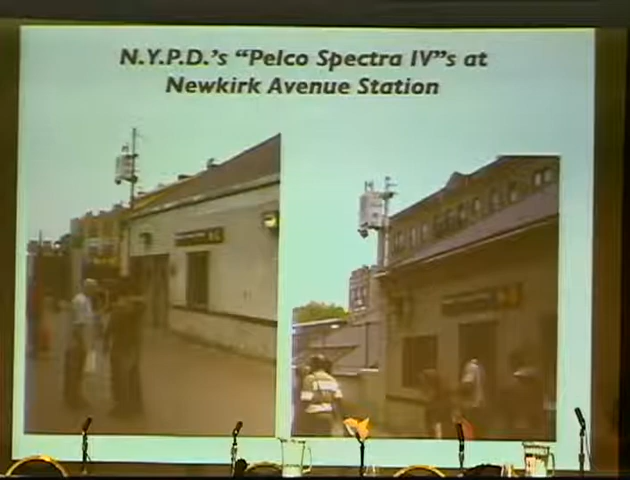 N.Y.P.D.'s “Pelco Spectra IV”s at
Newkirk Avenue Station